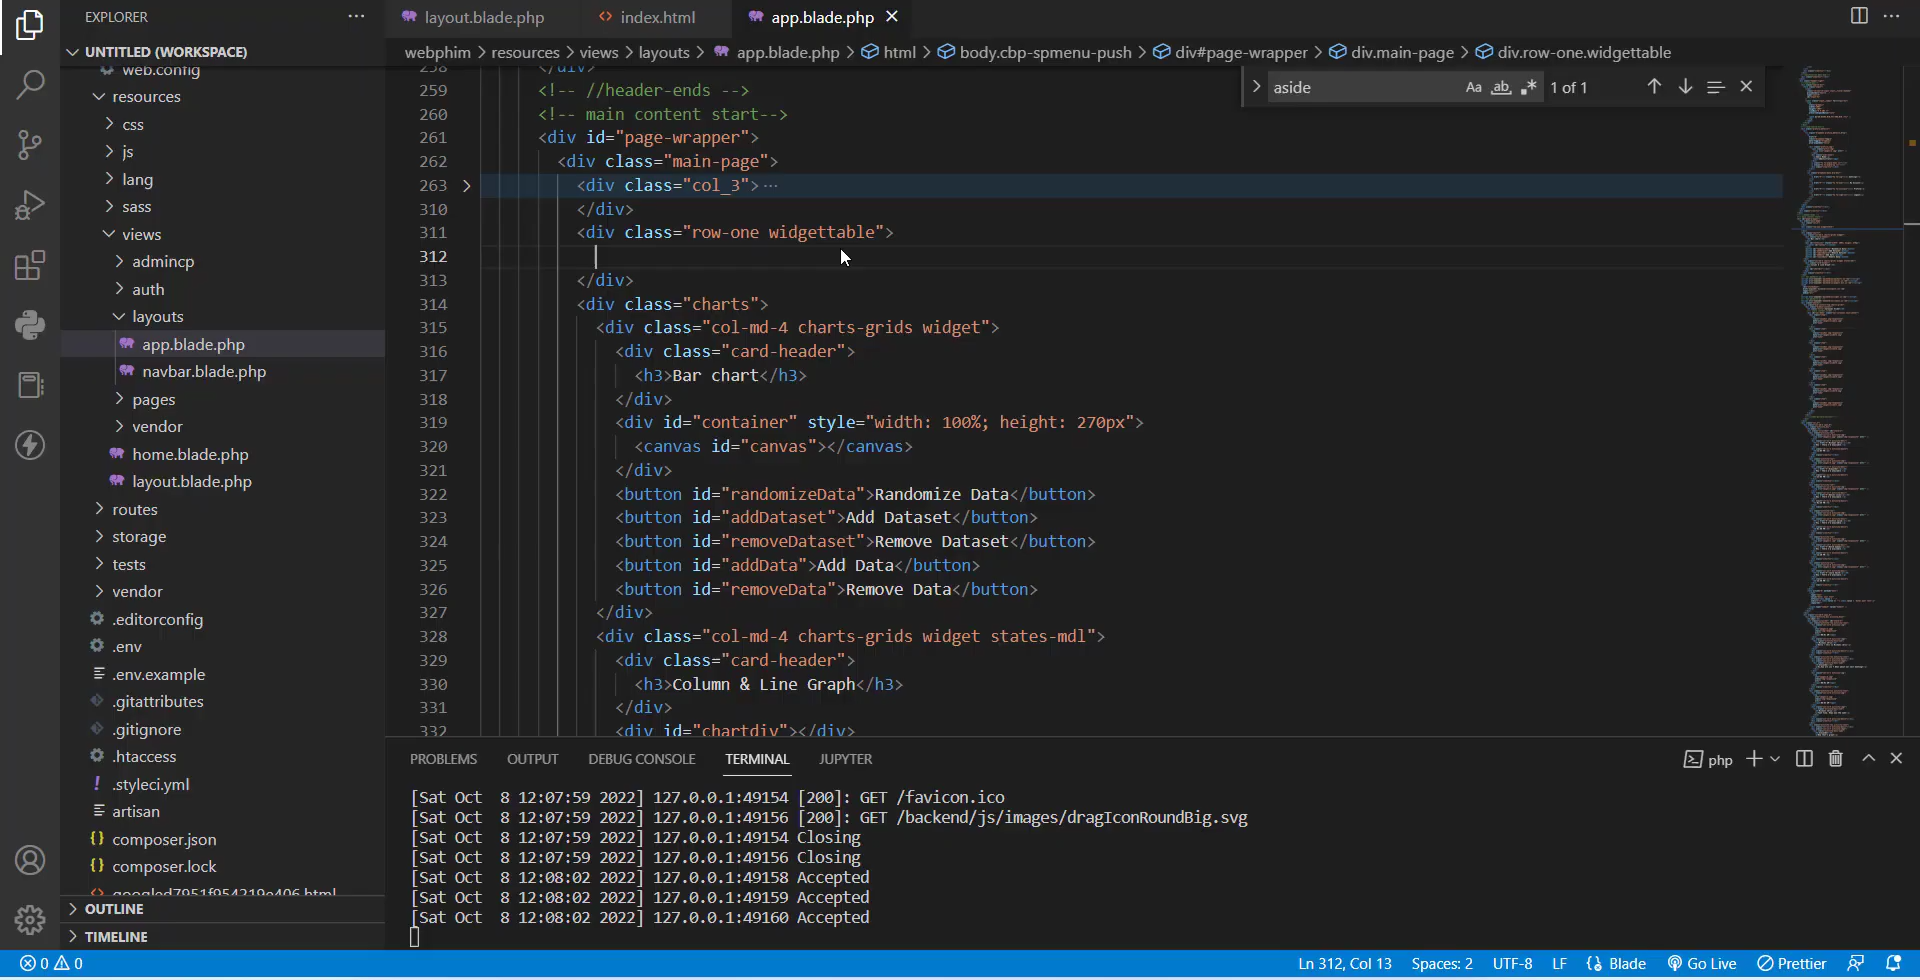 EXPLORER
layout.blade.php
index.html
app.blade.php
UNTITLED (WORKSPACE)
webphim > resources > views > layouts > app.blade.php > html > body.cbp-spmenu-push > div#page-wrapper > div.main-page > div.row-one.widgettable
web.config
resources
css
js
lang
sass
views
admincp
auth
layouts
app.blade.php
navbar.blade.php
pages
vendor
home.blade.php
layout.blade.php
routes
storage
tests
vendor
.editorconfig
.env
.env.example
.gitattributes
.gitignore
.htaccess
.styleci.yml
artisan
composer.json
composer.lock
googled7951f954219e406.html
OUTLINE
TIMELINE
aside
Aa ab .* 1 of 1
258 </div>
259 <!-- //header-ends -->
260 <!-- main content start-->
261 <div id="page-wrapper">
262 <div class="main-page">
263 <div class="col_3">···
310 </div>
311 <div class="row-one widgettable">
312
313 </div>
314 <div class="charts">
315 <div class="col-md-4 charts-grids widget">
316 <div class="card-header">
317 <h3>Bar chart</h3>
318 </div>
319 <div id="container" style="width: 100%; height: 270px">
320 <canvas id="canvas"></canvas>
321 </div>
322 <button id="randomizeData">Randomize Data</button>
323 <button id="addDataset">Add Dataset</button>
324 <button id="removeDataset">Remove Dataset</button>
325 <button id="addData">Add Data</button>
326 <button id="removeData">Remove Data</button>
327 </div>
328 <div class="col-md-4 charts-grids widget states-mdl">
329 <div class="card-header">
330 <h3>Column & Line Graph</h3>
331 </div>
332 <div id="chartdiv"></div>
PROBLEMS OUTPUT DEBUG CONSOLE TERMINAL JUPYTER
php
[Sat Oct  8 12:07:59 2022] 127.0.0.1:49154 [200]: GET /favicon.ico
[Sat Oct  8 12:07:59 2022] 127.0.0.1:49156 [200]: GET /backend/js/images/dragIconRoundBig.svg
[Sat Oct  8 12:07:59 2022] 127.0.0.1:49154 Closing
[Sat Oct  8 12:07:59 2022] 127.0.0.1:49156 Closing
[Sat Oct  8 12:08:02 2022] 127.0.0.1:49158 Accepted
[Sat Oct  8 12:08:02 2022] 127.0.0.1:49159 Accepted
[Sat Oct  8 12:08:02 2022] 127.0.0.1:49160 Accepted
0 0
Ln 312, Col 13 Spaces: 2 UTF-8 LF Blade Go Live Prettier